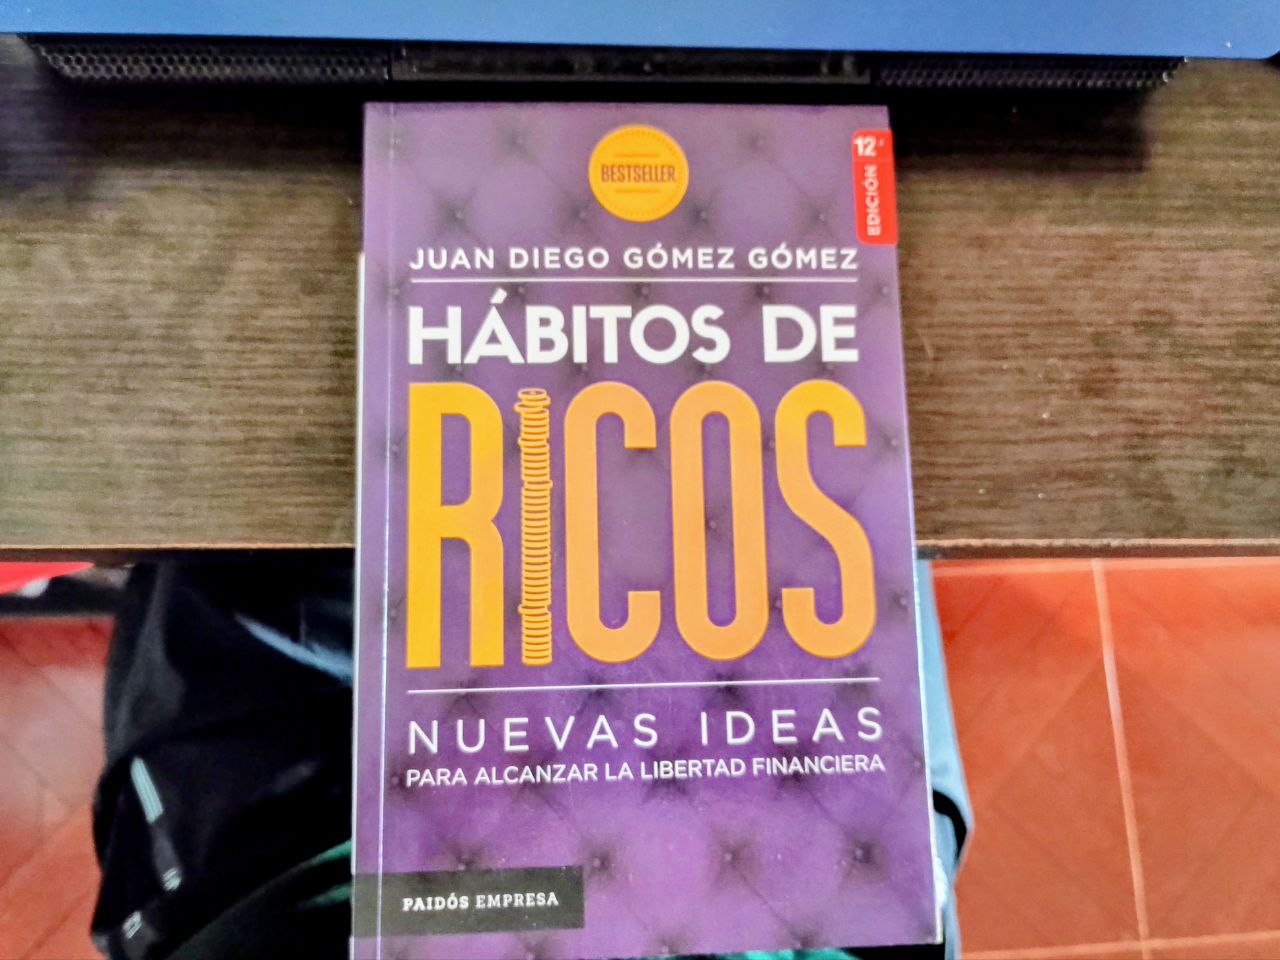 BESTSELLER
12ª
EDICIÓN
JUAN DIEGO GÓMEZ GÓMEZ
HÁBITOS DE
RICOS
NUEVAS IDEAS
PARA ALCANZAR LA LIBERTAD FINANCIERA
PAIDÓS EMPRESA